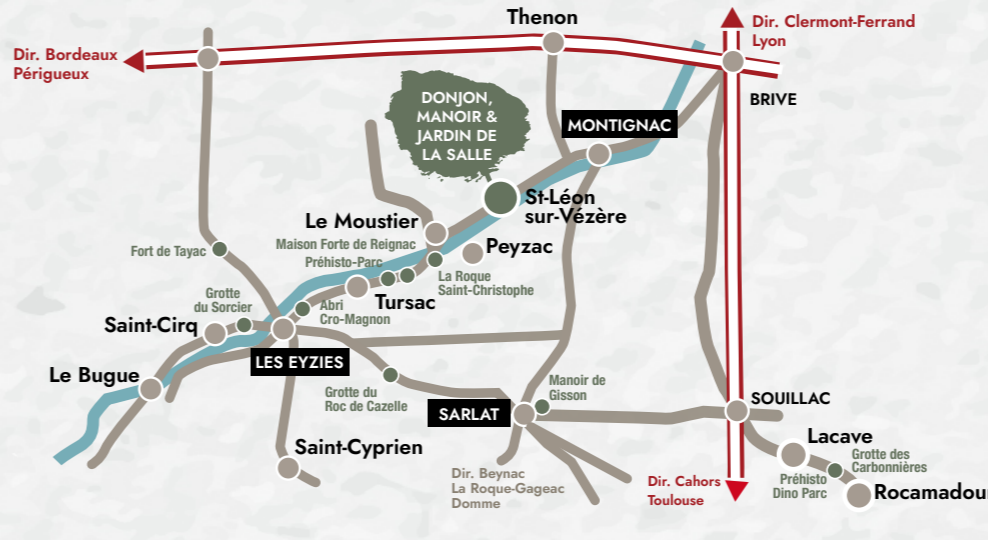 Thenon
Dir. Clermont-Ferrand
Lyon
Dir. Bordeaux
Périgueux
BRIVE
DONJON,
MANOIR &
JARDIN DE
LA SALLE
MONTIGNAC
St-Léon
sur-Vézère
Le Moustier
Maison Forte de Reignac
Peyzac
Fort de Tayac
Préhisto-Parc
La Roque
Saint-Christophe
Grotte
du Sorcier
Tursac
Abri
Cro-Magnon
Saint-Cirq
LES EYZIES
Le Bugue
Grotte du
Roc de Cazelle
Manoir de
Gisson
SARLAT
SOUILLAC
Saint-Cyprien
Lacave
Grotte des
Carbonnières
Dir. Beynac
La Roque-Gageac
Domme
Dir. Cahors
Toulouse
Préhisto
Dino Parc
Rocamadour